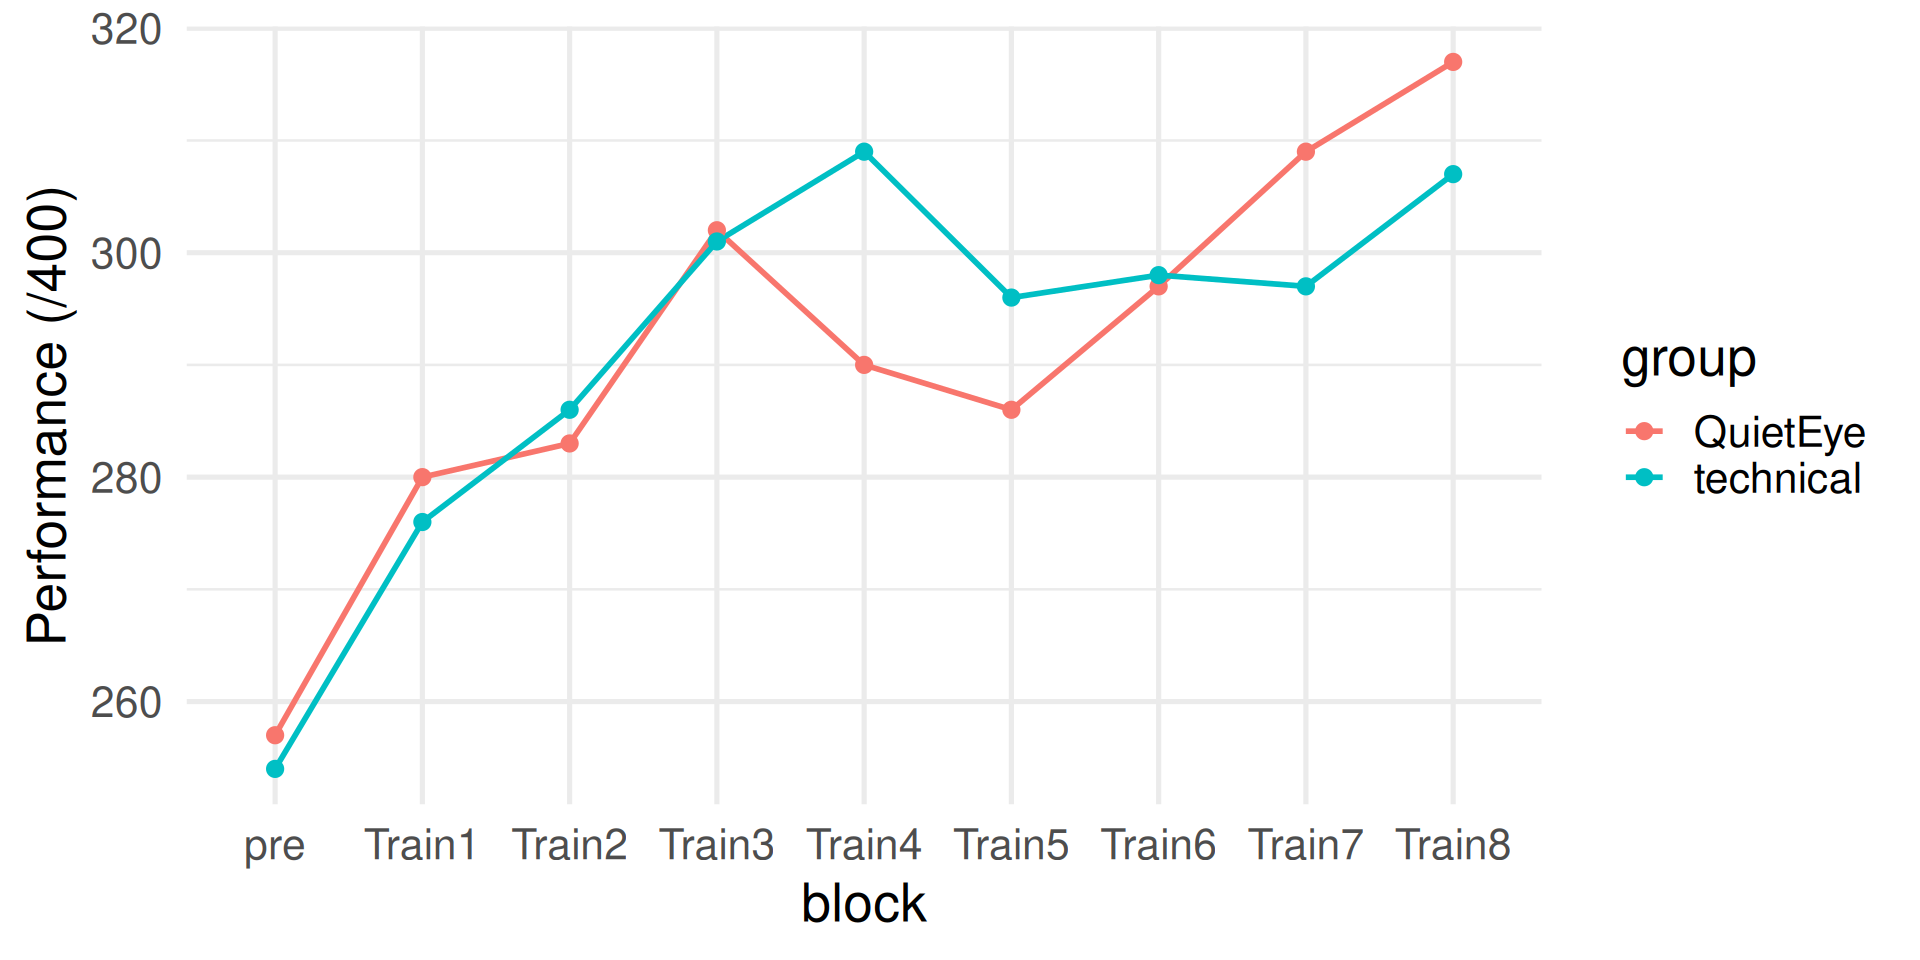 320
300
280
260
Performance (/400)
pre Train1 Train2 Train3 Train4 Train5 Train6 Train7 Train8
block
group
QuietEye
technical